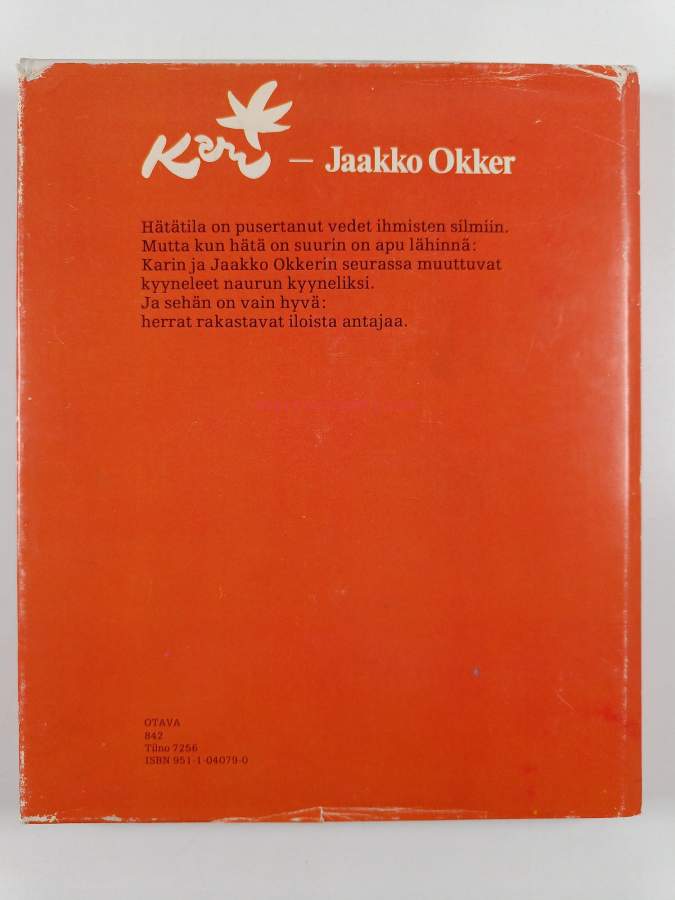 Kari – Jaakko Okker
Hätätila on pusertanut vedet ihmisten silmiin.
Mutta kun hätä on suurin on apu lähinnä:
Karin ja Jaakko Okkerin seurassa muuttuvat
kyyneleet naurun kyyneliksi.
Ja sehän on vain hyvä:
herrat rakastavat iloista antajaa.
OTAVA
842
Tilno 7256
ISBN 951-1-04079-0